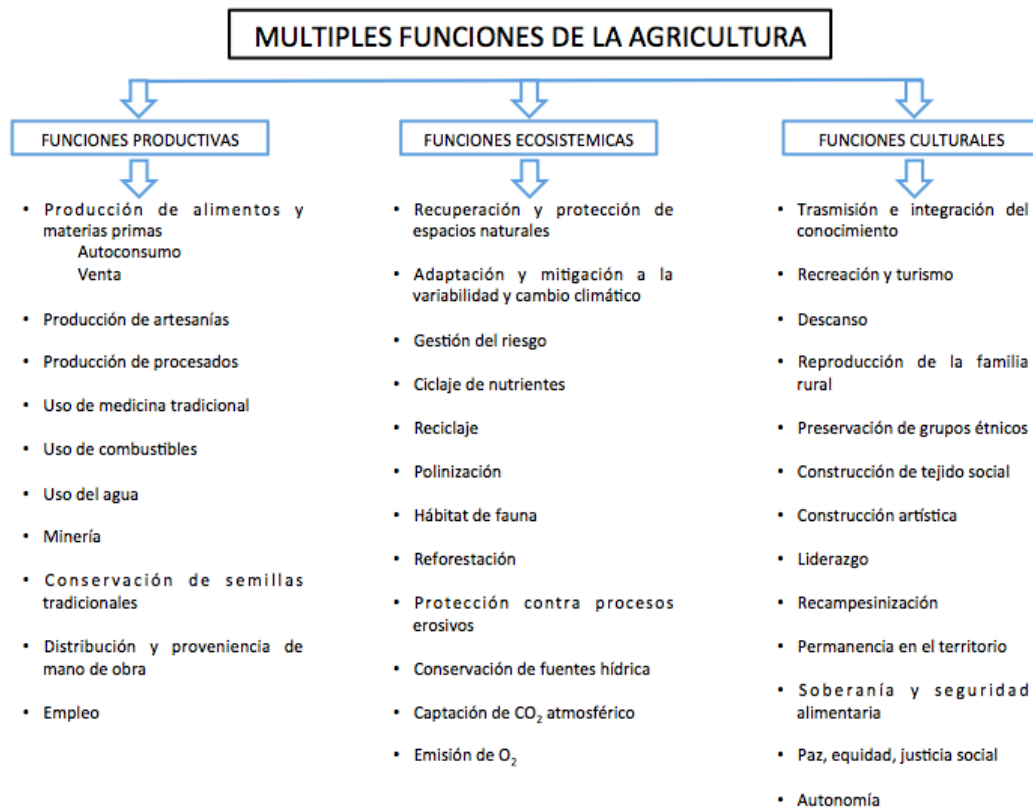 MULTIPLES FUNCIONES DE LA AGRICULTURA
FUNCIONES PRODUCTIVAS
• Producción de alimentos y
materias primas
Autoconsumo
Venta
• Producción de artesanías
• Producción de procesados
• Uso de medicina tradicional
• Uso de combustibles
• Uso del agua
• Minería
• Conservación de semillas
tradicionales
• Distribución y proveniencia de
mano de obra
• Empleo
FUNCIONES ECOSISTEMICAS
• Recuperación y protección de
espacios naturales
• Adaptación y mitigación a la
variabilidad y cambio climático
• Gestión del riesgo
• Ciclaje de nutrientes
• Reciclaje
• Polinización
• Hábitat de fauna
• Reforestación
• Protección contra procesos
erosivos
• Conservación de fuentes hídrica
• Captación de CO₂ atmosférico
• Emisión de O₂
FUNCIONES CULTURALES
• Trasmisión e integración del
conocimiento
• Recreación y turismo
• Descanso
• Reproducción de la familia
rural
• Preservación de grupos étnicos
• Construcción de tejido social
• Construcción artística
• Liderazgo
• Recampesinización
• Permanencia en el territorio
• Soberanía y seguridad
alimentaria
• Paz, equidad, justicia social
• Autonomía